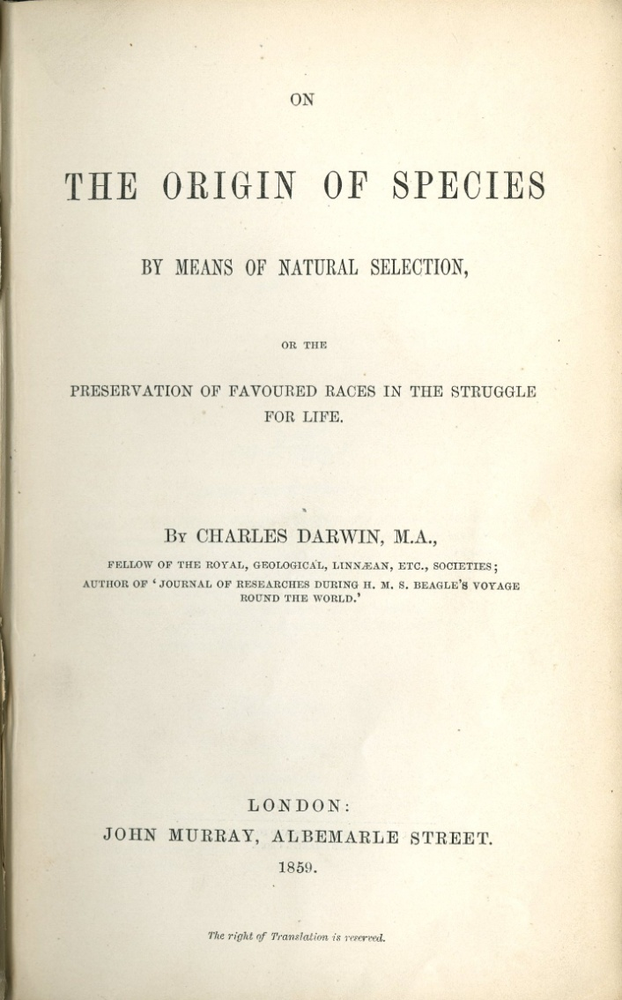 ON
THE ORIGIN OF SPECIES
BY MEANS OF NATURAL SELECTION,
OR THE
PRESERVATION OF FAVOURED RACES IN THE STRUGGLE
FOR LIFE.
By CHARLES DARWIN, M.A.,
FELLOW OF THE ROYAL, GEOLOGICAL, LINNÆAN, ETC., SOCIETIES;
AUTHOR OF ‘JOURNAL OF RESEARCHES DURING H. M. S. BEAGLE’S VOYAGE
ROUND THE WORLD.’
LONDON:
JOHN MURRAY, ALBEMARLE STREET.
1859.
The right of Translation is reserved.